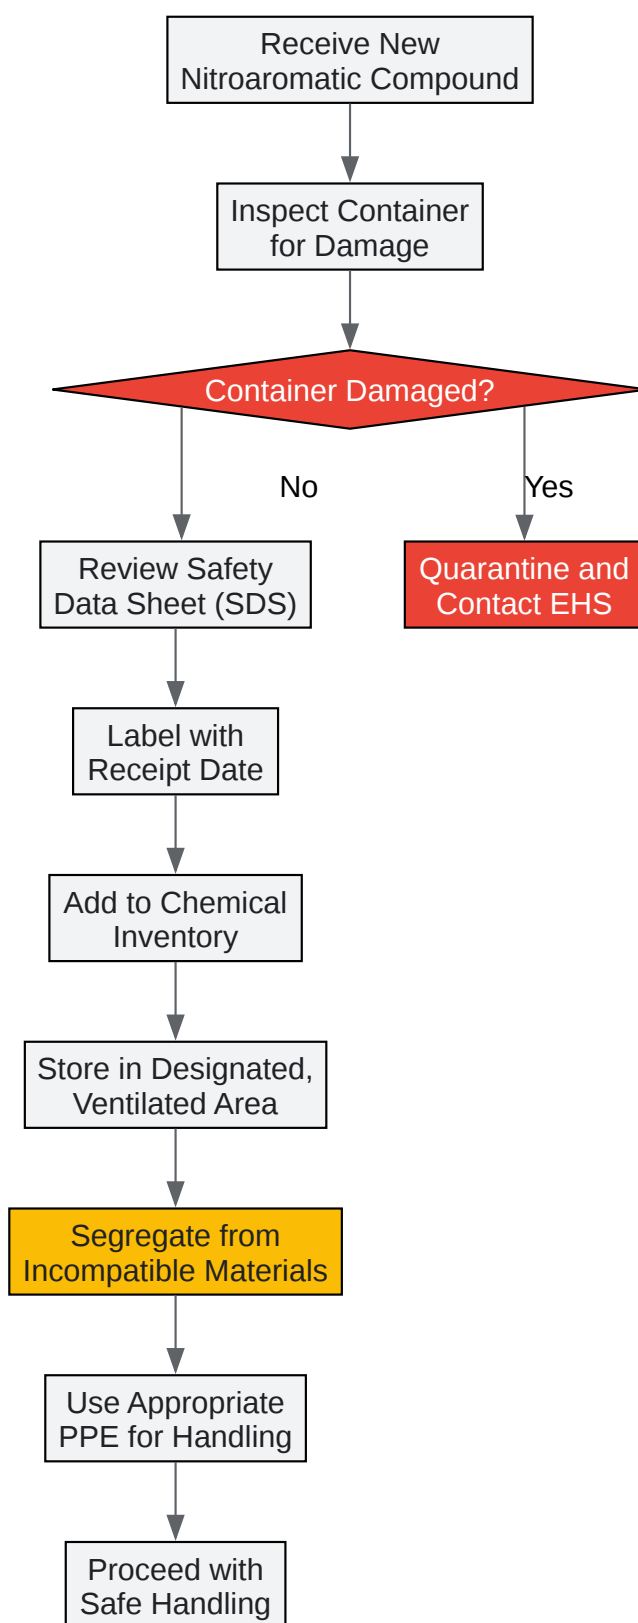 Receive New
Nitroaromatic Compound
Inspect Container
for Damage
Container Damaged?
No
Yes
Review Safety
Data Sheet (SDS)
Quarantine and
Contact EHS
Label with
Receipt Date
Add to Chemical
Inventory
Store in Designated,
Ventilated Area
Segregate from
Incompatible Materials
Use Appropriate
PPE for Handling
Proceed with
Safe Handling